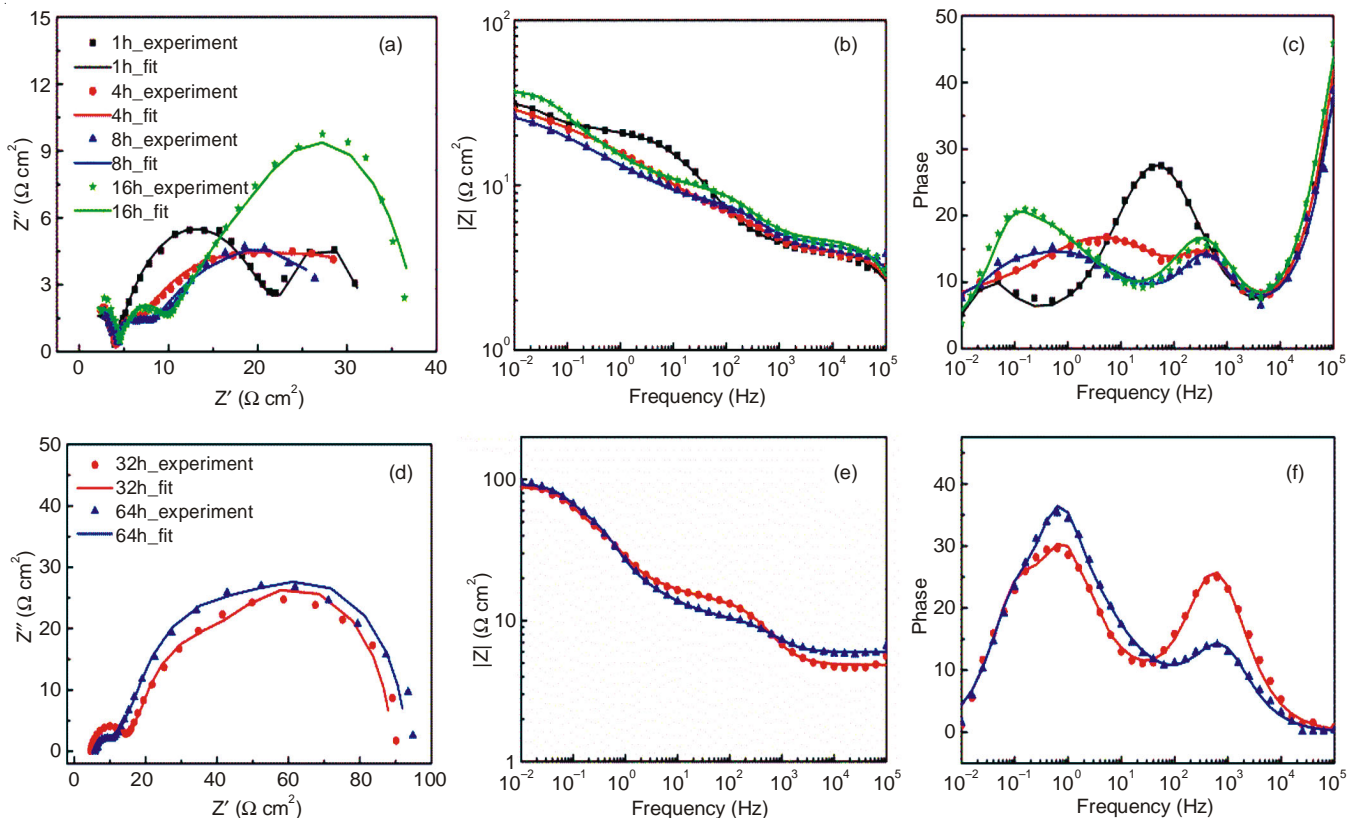 (a)
15
12
9
6
3
0
Z″ (Ω cm²)
1h_experiment
1h_fit
4h_experiment
4h_fit
8h_experiment
8h_fit
16h_experiment
16h_fit
0 5 10 20 30 40
Z′ (Ω cm²)
(b)
10²
10¹
10⁰
|Z| (Ω cm²)
10⁻² 10⁻¹ 10⁰ 10¹ 10² 10³ 10⁴ 10⁵
Frequency (Hz)
(c)
50
40
30
20
10
0
Phase
10⁻² 10⁻¹ 10⁰ 10¹ 10² 10³ 10⁴ 10⁵
Frequency (Hz)
(d)
50
40
30
20
10
0
Z″ (Ω cm²)
32h_experiment
32h_fit
64h_experiment
64h_fit
0 20 40 60 80 100
Z′ (Ω cm²)
(e)
100
10
1
|Z| (Ω cm²)
10⁻² 10⁻¹ 10⁰ 10¹ 10² 10³ 10⁴ 10⁵
Frequency (Hz)
(f)
40
30
20
10
0
Phase
10⁻² 10⁻¹ 10⁰ 10¹ 10² 10³ 10⁴ 10⁵
Frequency (Hz)